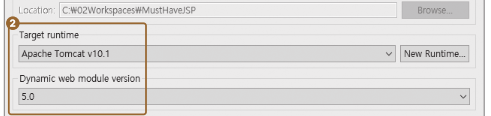 Location: C:₩02Workspaces₩MustHaveJSP Browse...
2
Target runtime
Apache Tomcat v10.1 New Runtime...
Dynamic web module version
5.0